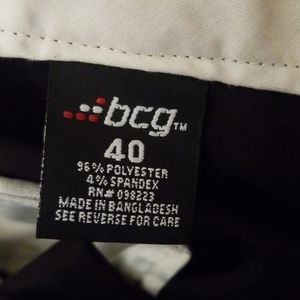 bcg™
40
96% POLYESTER
4% SPANDEX
RN# 098223
MADE IN BANGLADESH
SEE REVERSE FOR CARE